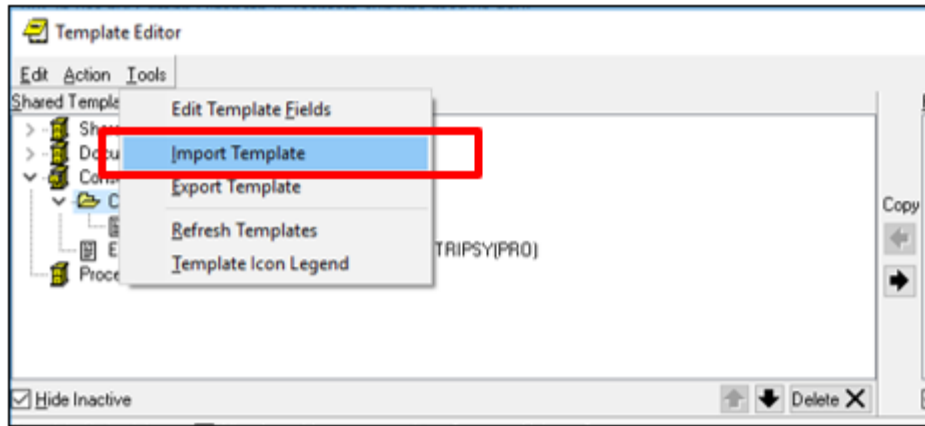 Template Editor
Edit Action Tools
Shared Templa
Edit Template Fields
Sha
Import Template
Docu
Cons
Export Template
C
Copy
Refresh Templates
E TRIPSY(PRO)
Template Icon Legend
Proce
Hide Inactive
Delete